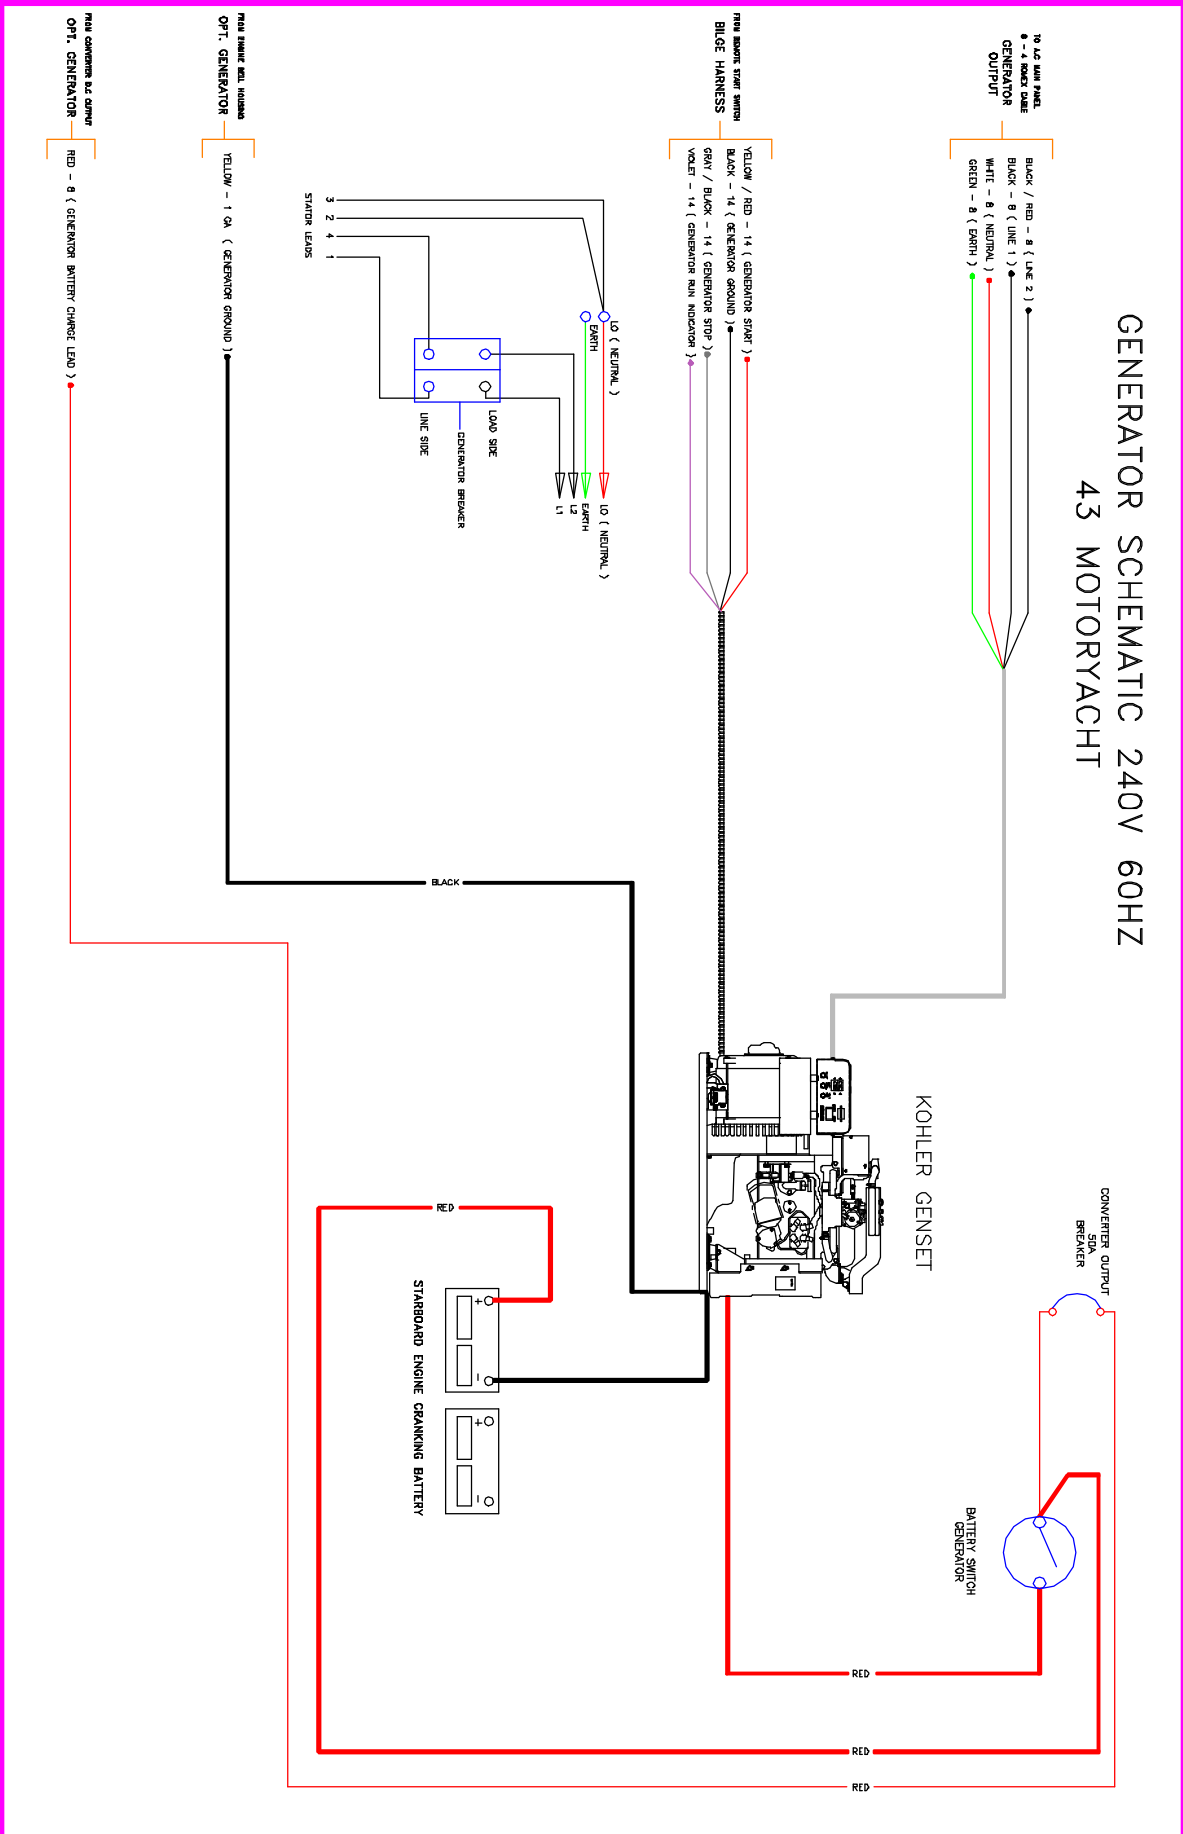 GENERATOR SCHEMATIC 240V 60HZ
43 MOTORYACHT
TO A.C MAIN PANEL
8 - 4 ROMEX CABLE
GENERATOR
OUTPUT
BLACK / RED - 8 ( LINE 2 )
BLACK - 8 ( LINE 1 )
WHITE - 8 ( NEUTRAL )
GREEN - 8 ( EARTH )
KOHLER GENSET
CONVERTER OUTPUT
50A
BREAKER
BATTERY SWITCH
GENERATOR
RED
RED
RED
FROM REMOTE START SWITCH
BILGE HARNESS
YELLOW / RED - 14 ( GENERATOR START )
BLACK - 14 ( GENERATOR GROUND )
GRAY / BLACK - 14 ( GENERATOR STOP )
VIOLET - 14 ( GENERATOR RUN INDICATOR )
LO ( NEUTRAL )
EARTH
LO ( NEUTRAL )
EARTH
L2
L1
LOAD SIDE
GENERATOR BREAKER
LINE SIDE
3
2
4
1
STATOR LEADS
BLACK
RED
+
-
+
-
STARBOARD ENGINE CRANKING BATTERY
FROM ENGINE BELL HOUSING
OPT. GENERATOR
YELLOW - 1 GA ( GENERATOR GROUND )
FROM CONVERTER D.C OUTPUT
OPT. GENERATOR
RED - 8 ( GENERATOR BATTERY CHARGE LEAD )